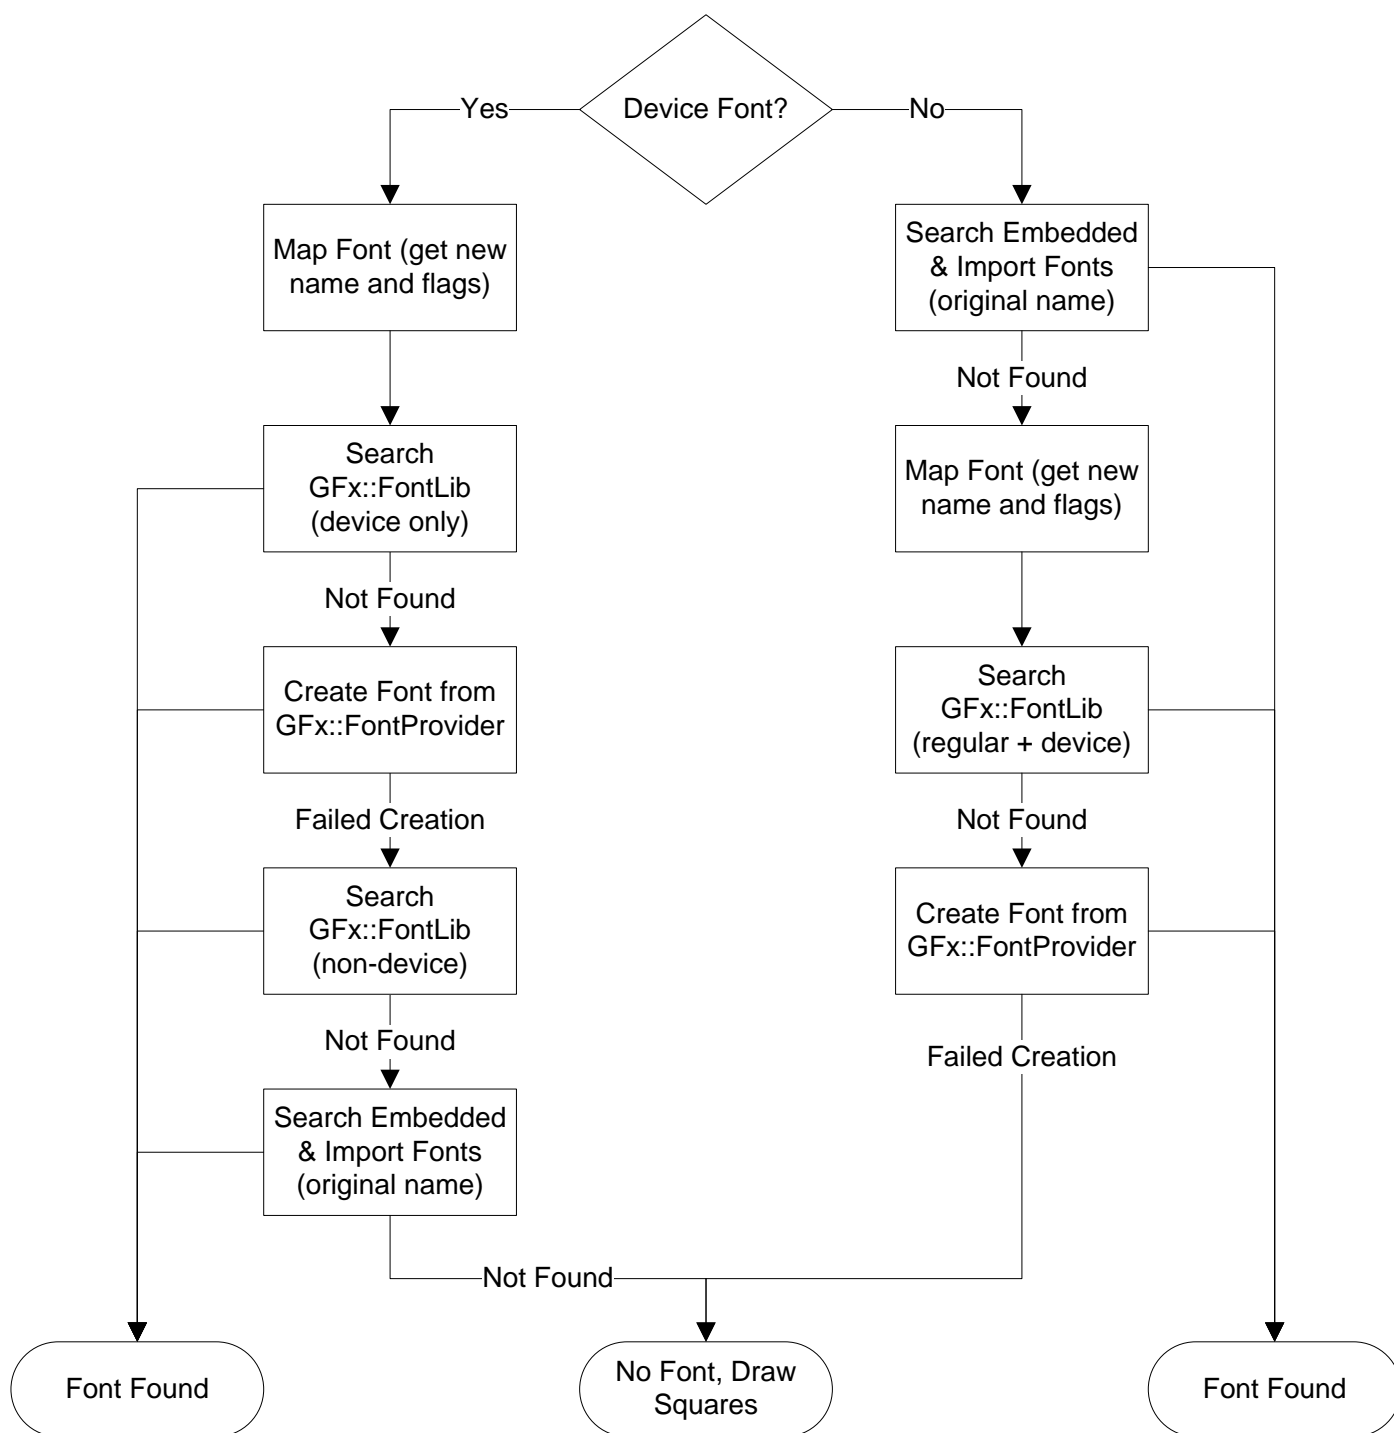 Device Font?
Yes
No
Map Font (get new
name and flags)
Search
GFx::FontLib
(device only)
Not Found
Create Font from
GFx::FontProvider
Failed Creation
Search
GFx::FontLib
(non-device)
Not Found
Search Embedded
& Import Fonts
(original name)
Not Found
Search Embedded
& Import Fonts
(original name)
Not Found
Map Font (get new
name and flags)
Search
GFx::FontLib
(regular + device)
Not Found
Create Font from
GFx::FontProvider
Failed Creation
Font Found
No Font, Draw
Squares
Font Found